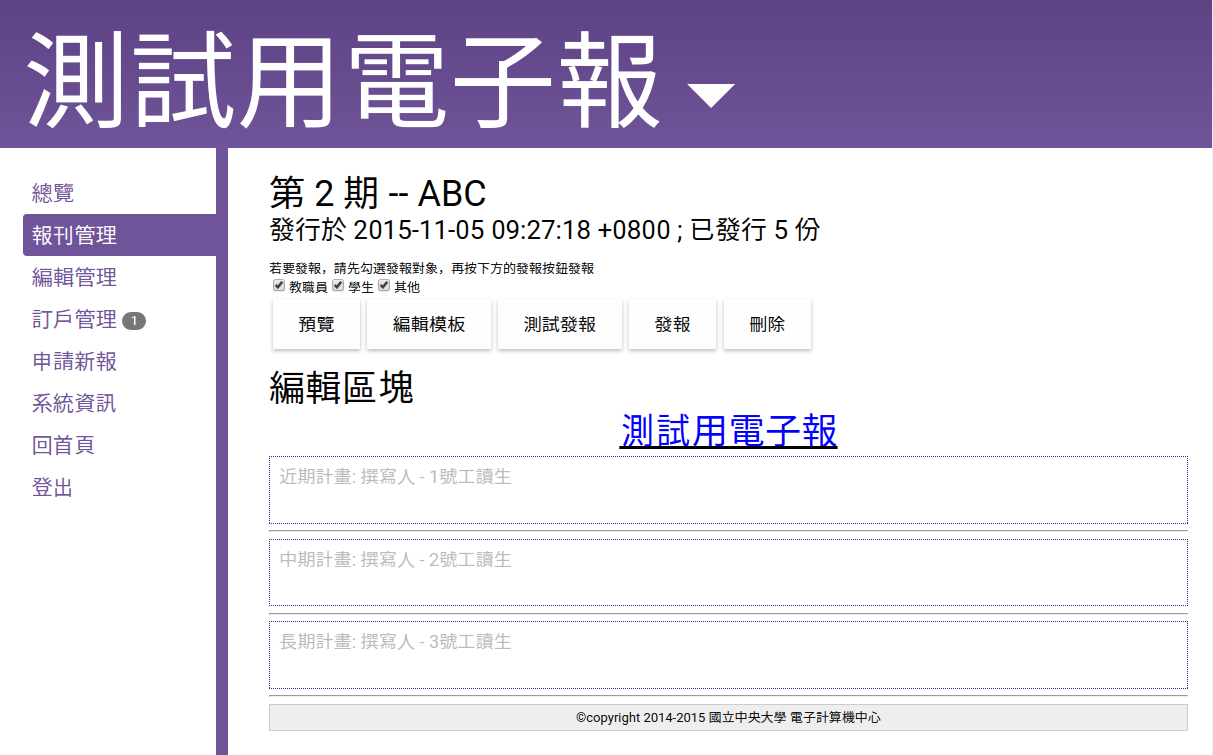 測試用電子報
總覽
報刊管理
編輯管理
訂戶管理 1
申請新報
系統資訊
回首頁
登出
第 2 期 -- ABC
發行於 2015-11-05 09:27:18 +0800 ; 已發行 5 份
若要發報，請先勾選發報對象，再按下方的發報按鈕發報
教職員 學生 其他
預覽 編輯模板 測試發報 發報 刪除
編輯區塊
測試用電子報
近期計畫: 撰寫人 - 1號工讀生
中期計畫: 撰寫人 - 2號工讀生
長期計畫: 撰寫人 - 3號工讀生
©copyright 2014-2015 國立中央大學 電子計算機中心